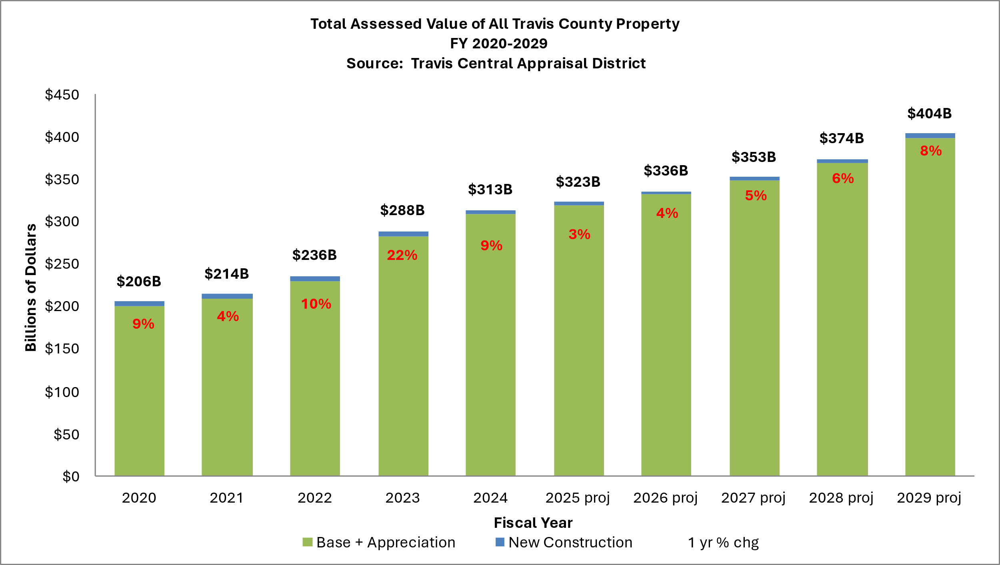 Total Assessed Value of All Travis County Property
FY 2020-2029
Source:  Travis Central Appraisal District
Billions of Dollars
$450
$400
$350
$300
$250
$200
$150
$100
$50
$0
$206B
$214B
$236B
$288B
$313B
$323B
$336B
$353B
$374B
$404B
9%
4%
10%
22%
9%
3%
4%
5%
6%
8%
2020
2021
2022
2023
2024
2025 proj
2026 proj
2027 proj
2028 proj
2029 proj
Fiscal Year
Base + Appreciation
New Construction
1 yr % chg